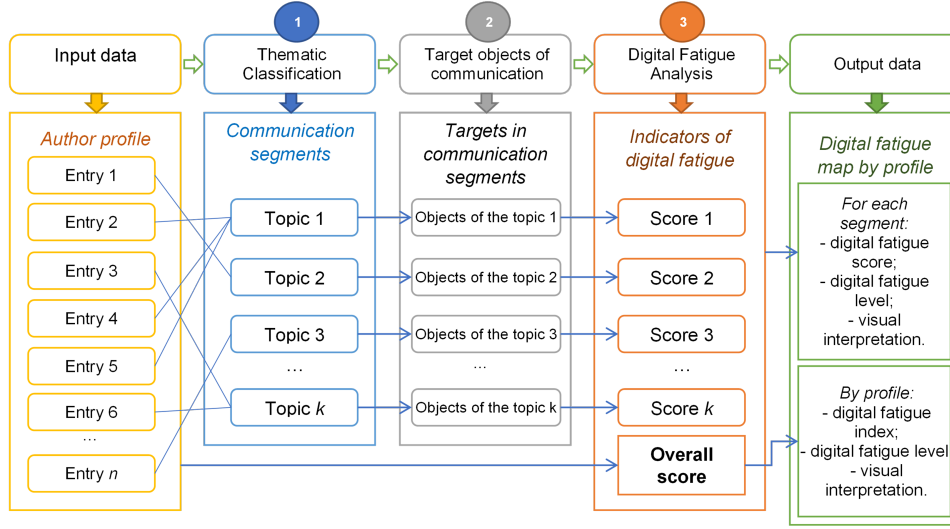 1
2
3
Input data
Thematic
Classification
Target objects of
communication
Digital Fatigue
Analysis
Output data
Author profile
Entry 1
Entry 2
Entry 3
Entry 4
Entry 5
Entry 6
...
Entry n
Communication
segments
Topic 1
Topic 2
Topic 3
...
Topic k
Targets in
communication
segments
Objects of the topic 1
Objects of the topic 2
Objects of the topic 3
...
Objects of the topic k
Indicators of
digital fatigue
Score 1
Score 2
Score 3
...
Score k
Overall
score
Digital fatigue
map by profile
For each
segment:
- digital fatigue
score;
- digital fatigue
level;
- visual
interpretation.
By profile:
- digital fatigue
index;
- digital fatigue level
- visual
interpretation.